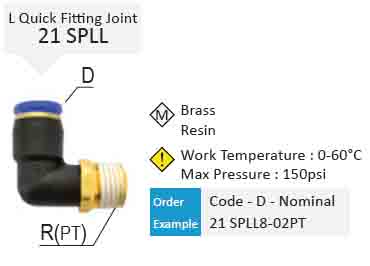 L Quick Fitting Joint
21 SPLL
D
M
Brass
Resin
! Work Temperature : 0-60°C
Max Pressure : 150psi
R(PT)
Order Example
Code - D - Nominal
21 SPLL8-02PT